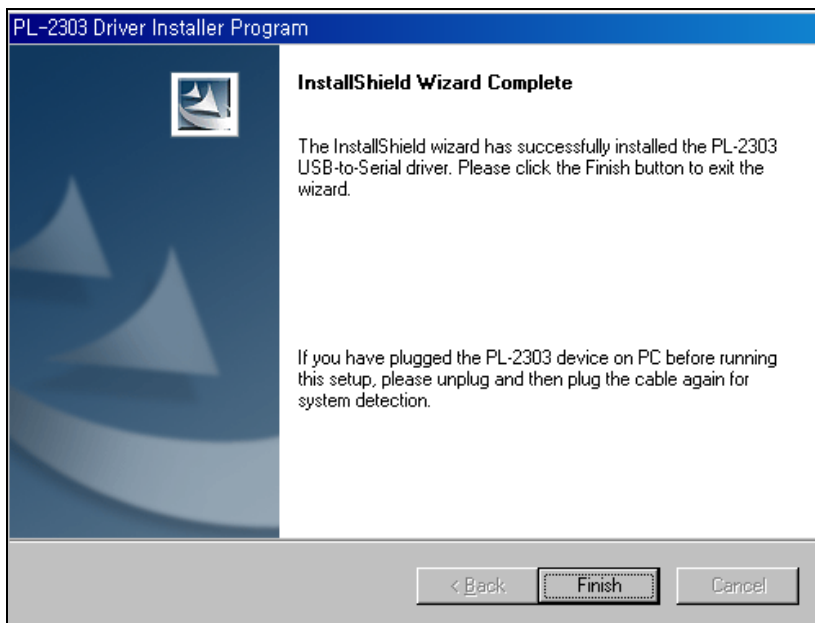 PL-2303 Driver Installer Program
InstallShield Wizard Complete
The InstallShield wizard has successfully installed the PL-2303
USB-to-Serial driver. Please click the Finish button to exit the
wizard.
If you have plugged the PL-2303 device on PC before running
this setup, please unplug and then plug the cable again for
system detection.
< Back
Finish
Cancel